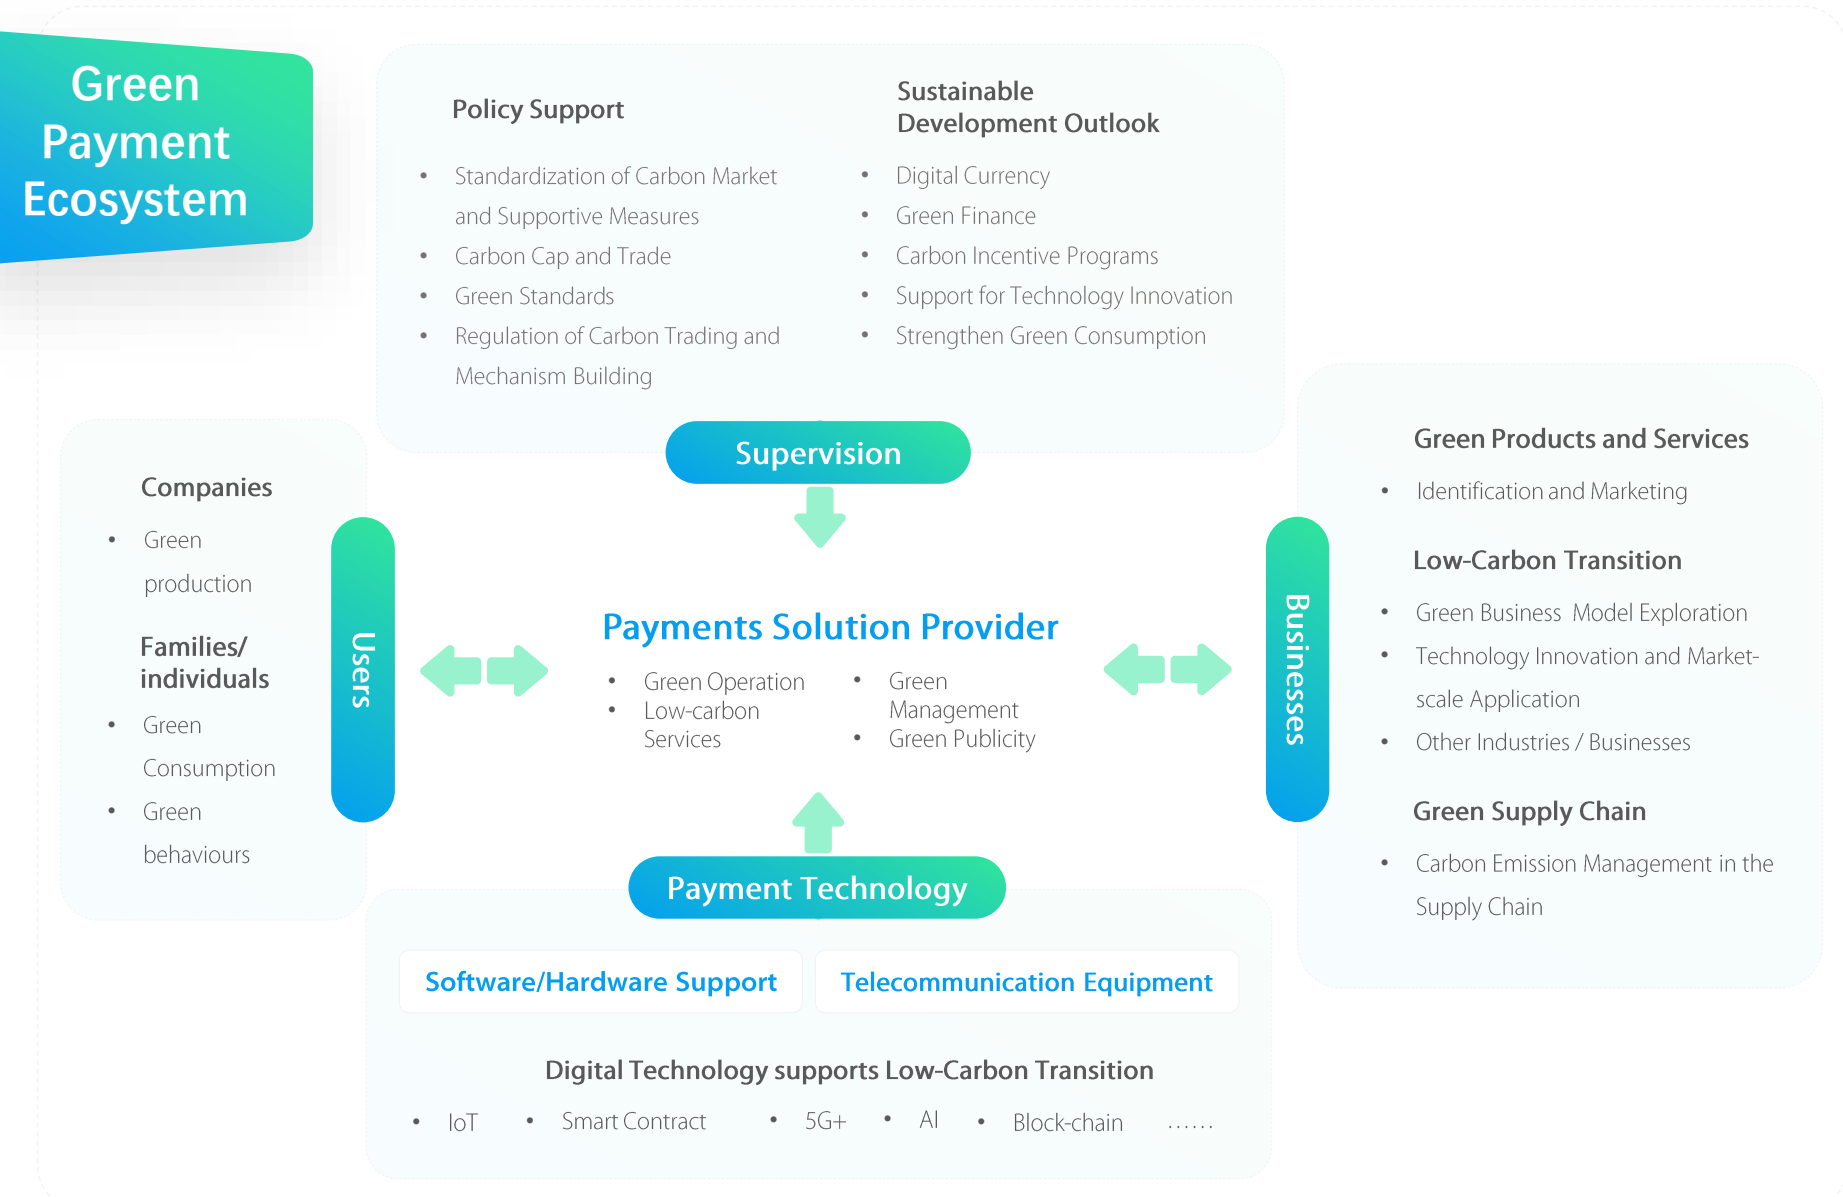 Green
Payment
Ecosystem
Policy Support
• Standardization of Carbon Market
and Supportive Measures
• Carbon Cap and Trade
• Green Standards
• Regulation of Carbon Trading and
Mechanism Building
Sustainable
Development Outlook
• Digital Currency
• Green Finance
• Carbon Incentive Programs
• Support for Technology Innovation
• Strengthen Green Consumption
Supervision
Companies
• Green
production
Families/
individuals
• Green
Consumption
• Green
behaviours
Users
Payments Solution Provider
• Green Operation
• Low-carbon
Services
• Green
Management
• Green Publicity
Businesses
Green Products and Services
• Identification and Marketing
Low-Carbon Transition
• Green Business  Model Exploration
• Technology Innovation and Market-
scale Application
• Other Industries / Businesses
Green Supply Chain
• Carbon Emission Management in the
Supply Chain
Payment Technology
Software/Hardware Support
Telecommunication Equipment
Digital Technology supports Low-Carbon Transition
• IoT • Smart Contract • 5G+ • AI • Block-chain ······